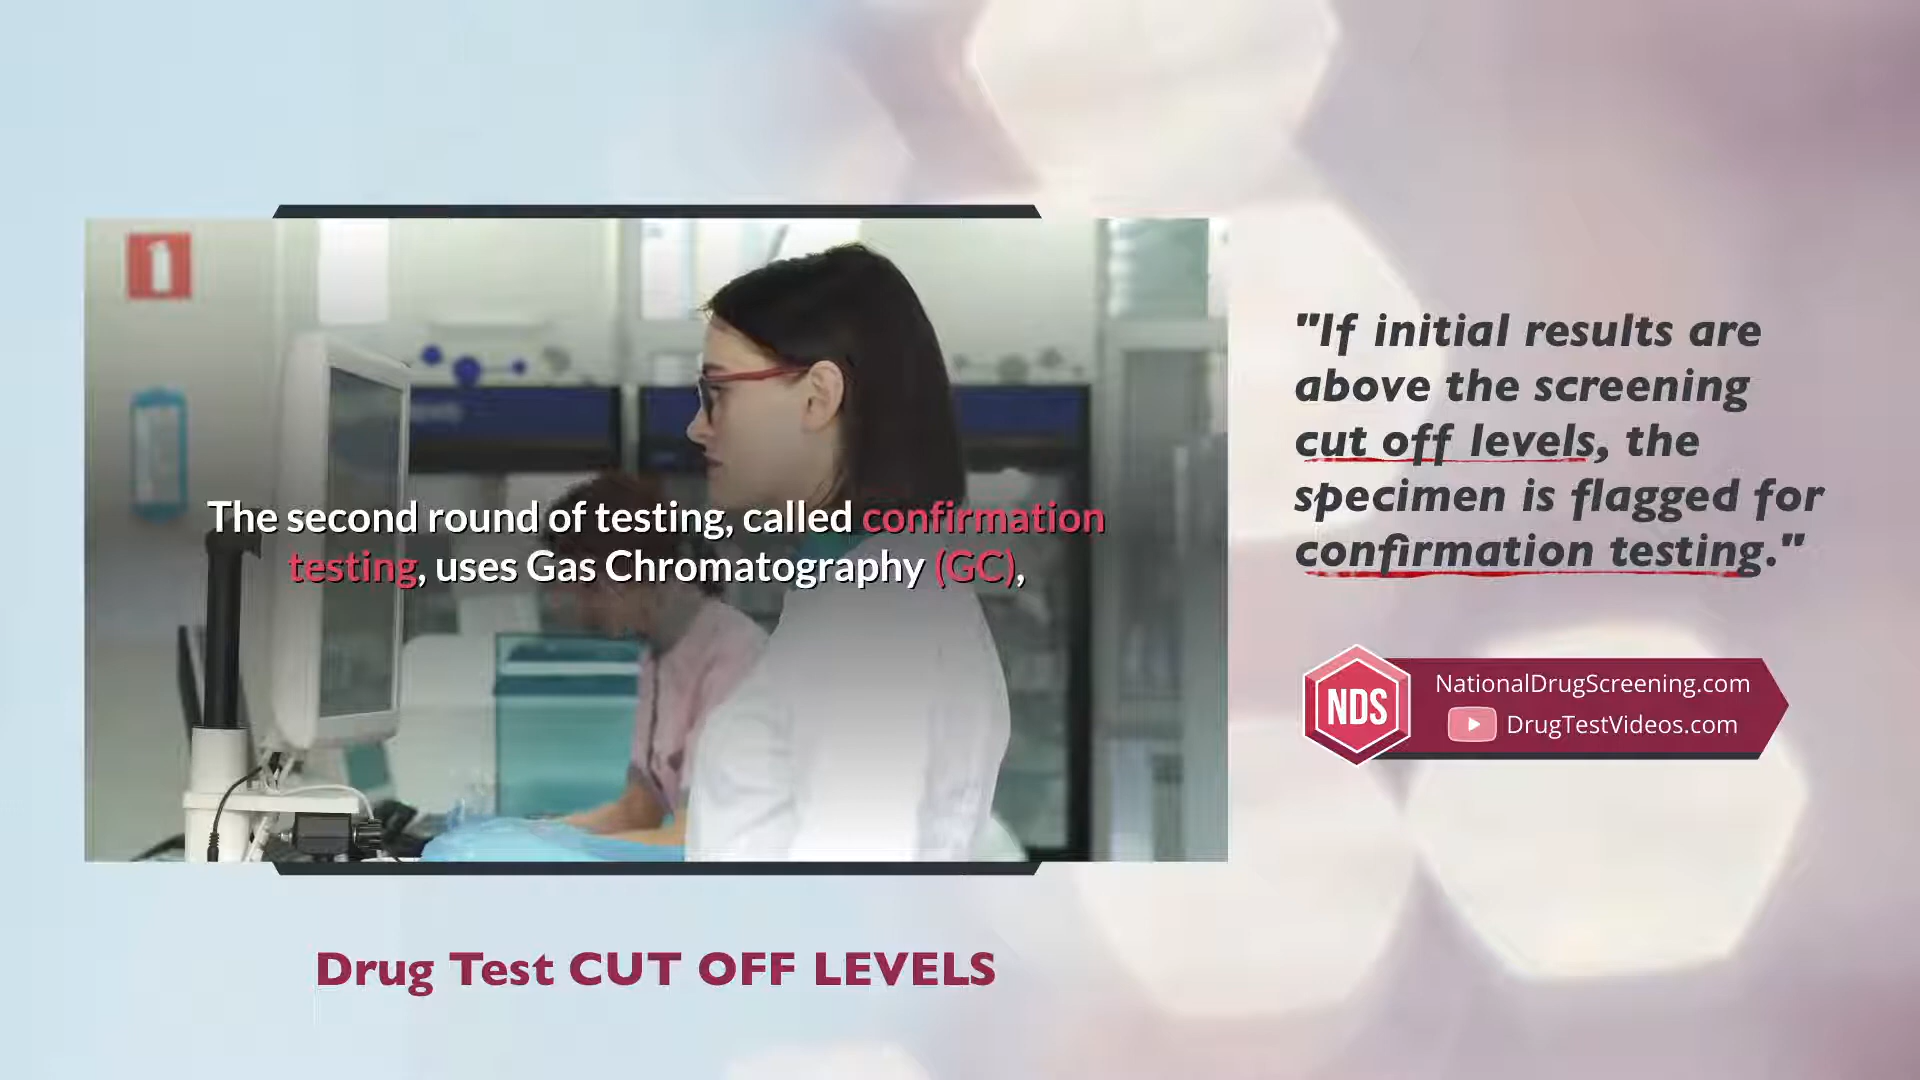 1
The second round of testing, called confirmation
testing, uses Gas Chromatography (GC),
"If initial results are
above the screening
cut off levels, the
specimen is flagged for
confirmation testing."
NDS
NationalDrugScreening.com
DrugTestVideos.com
Drug Test CUT OFF LEVELS